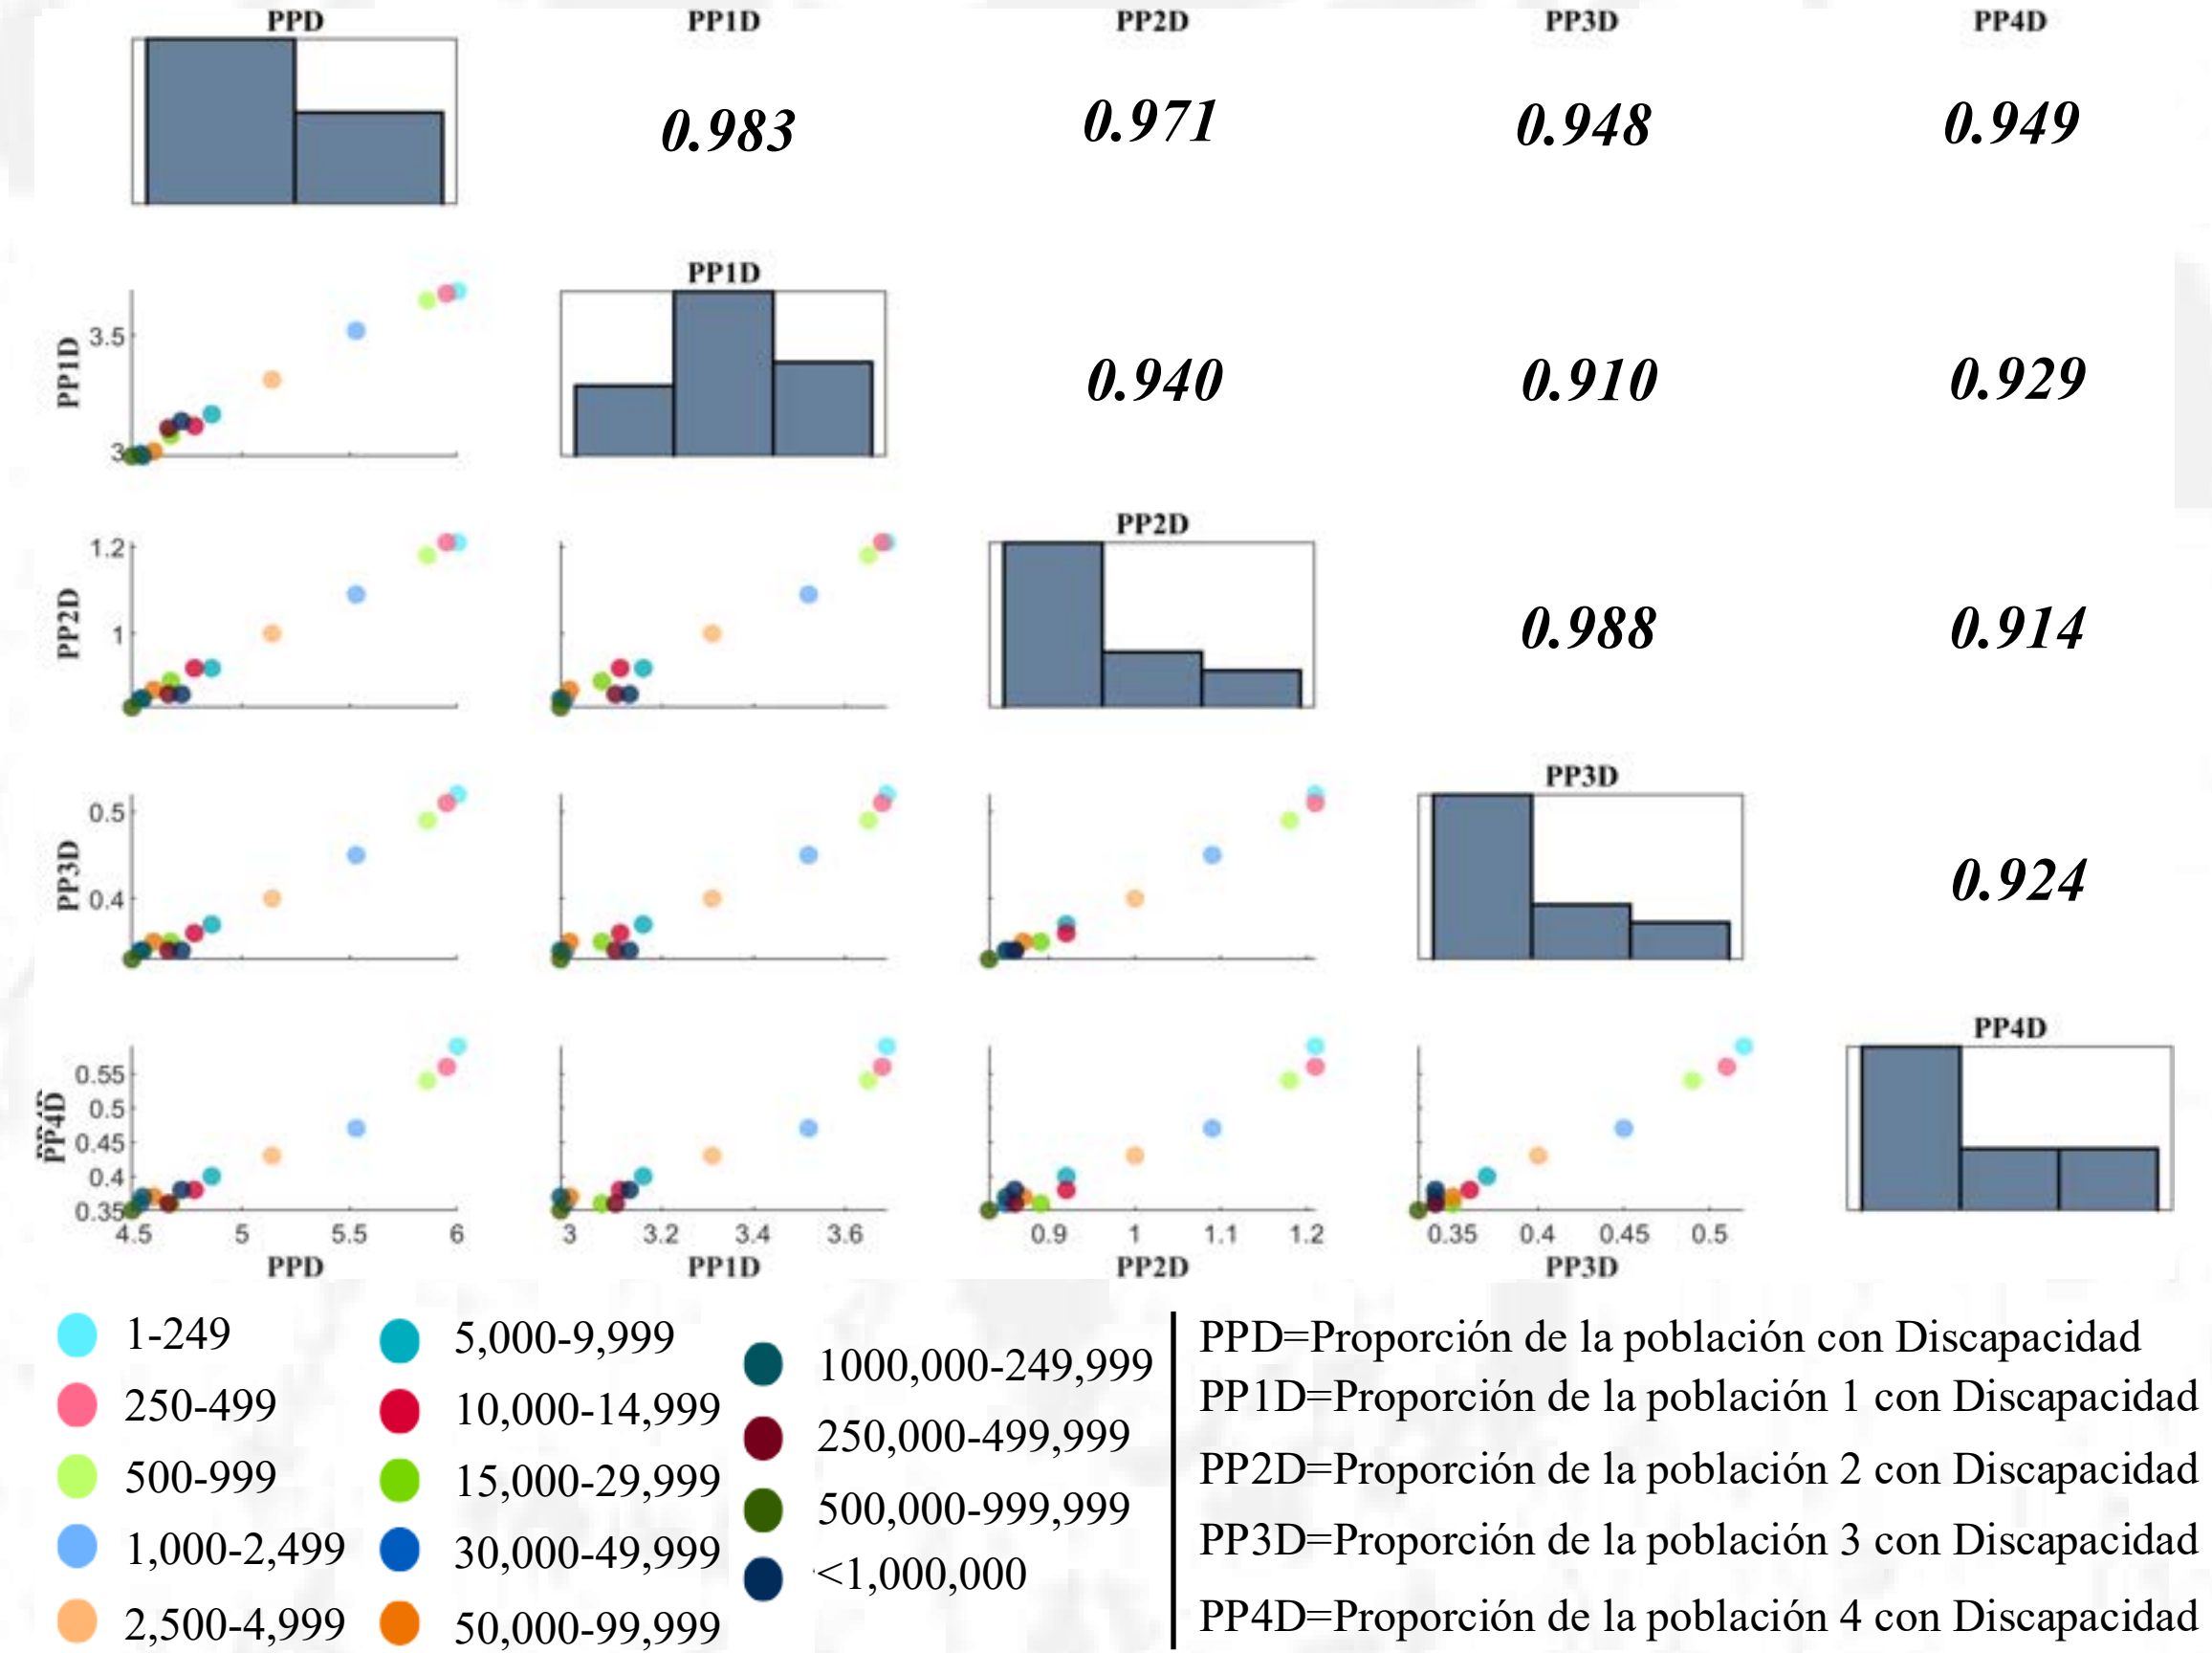 PPD PP1D PP2D PP3D PP4D
0.983 0.971 0.948 0.949
PP1D
PP1D 3.5 3
0.940 0.910 0.929
PP2D
PP2D 1.2 1
0.988 0.914
PP3D
PP3D 0.5 0.4
0.924
PP4D
PP4D 0.55 0.5 0.45 0.4 0.35
4.5 5 5.5 6 3 3.2 3.4 3.6 0.9 1 1.1 1.2 0.35 0.4 0.45 0.5
PPD PP1D PP2D PP3D
1-249
250-499
500-999
1,000-2,499
2,500-4,999
5,000-9,999
10,000-14,999
15,000-29,999
30,000-49,999
50,000-99,999
1000,000-249,999
250,000-499,999
500,000-999,999
<1,000,000
PPD=Proporción de la población con Discapacidad
PP1D=Proporción de la población 1 con Discapacidad
PP2D=Proporción de la población 2 con Discapacidad
PP3D=Proporción de la población 3 con Discapacidad
PP4D=Proporción de la población 4 con Discapacidad